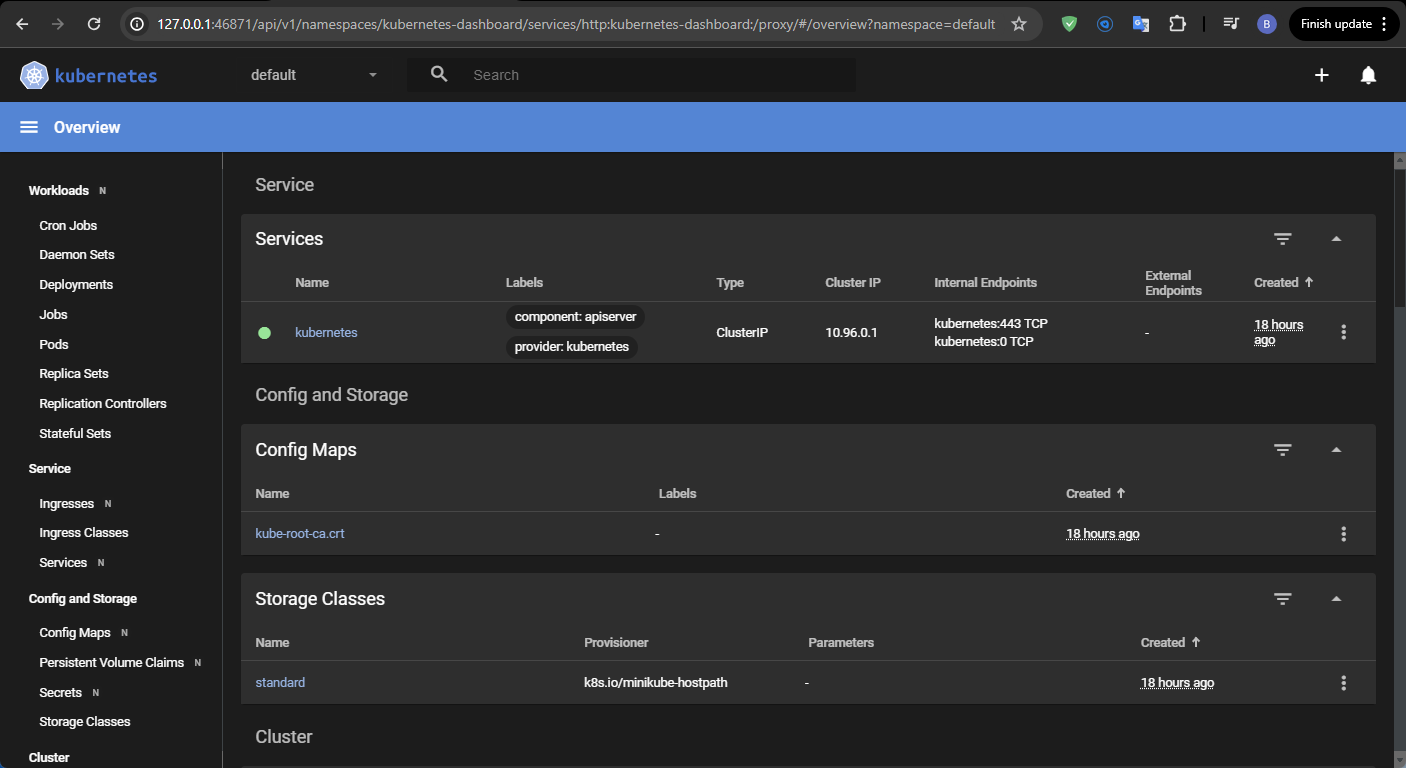 127.0.0.1:46871/api/v1/namespaces/kubernetes-dashboard/services/http:kubernetes-dashboard:/proxy/#/overview?namespace=default
B
Finish update
kubernetes
default
Search
Overview
Workloads N
Cron Jobs
Daemon Sets
Deployments
Jobs
Pods
Replica Sets
Replication Controllers
Stateful Sets
Service
Ingresses N
Ingress Classes
Services N
Config and Storage
Config Maps N
Persistent Volume Claims N
Secrets N
Storage Classes
Cluster
Service
Services
Name Labels Type Cluster IP Internal Endpoints External Endpoints Created
kubernetes
component: apiserver
provider: kubernetes
ClusterIP
10.96.0.1
kubernetes:443 TCP
kubernetes:0 TCP
-
18 hours
ago
Config and Storage
Config Maps
Name Labels Created
kube-root-ca.crt - 18 hours ago
Storage Classes
Name Provisioner Parameters Created
standard k8s.io/minikube-hostpath - 18 hours ago
Cluster